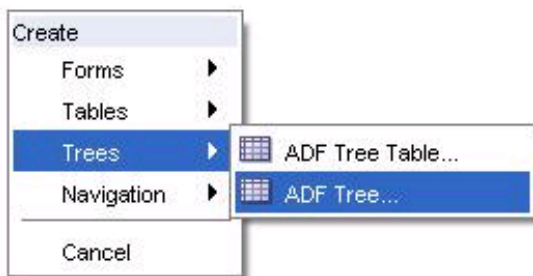 Create
Forms
Tables
Trees
ADF Tree Table...
Navigation
ADF Tree...
Cancel